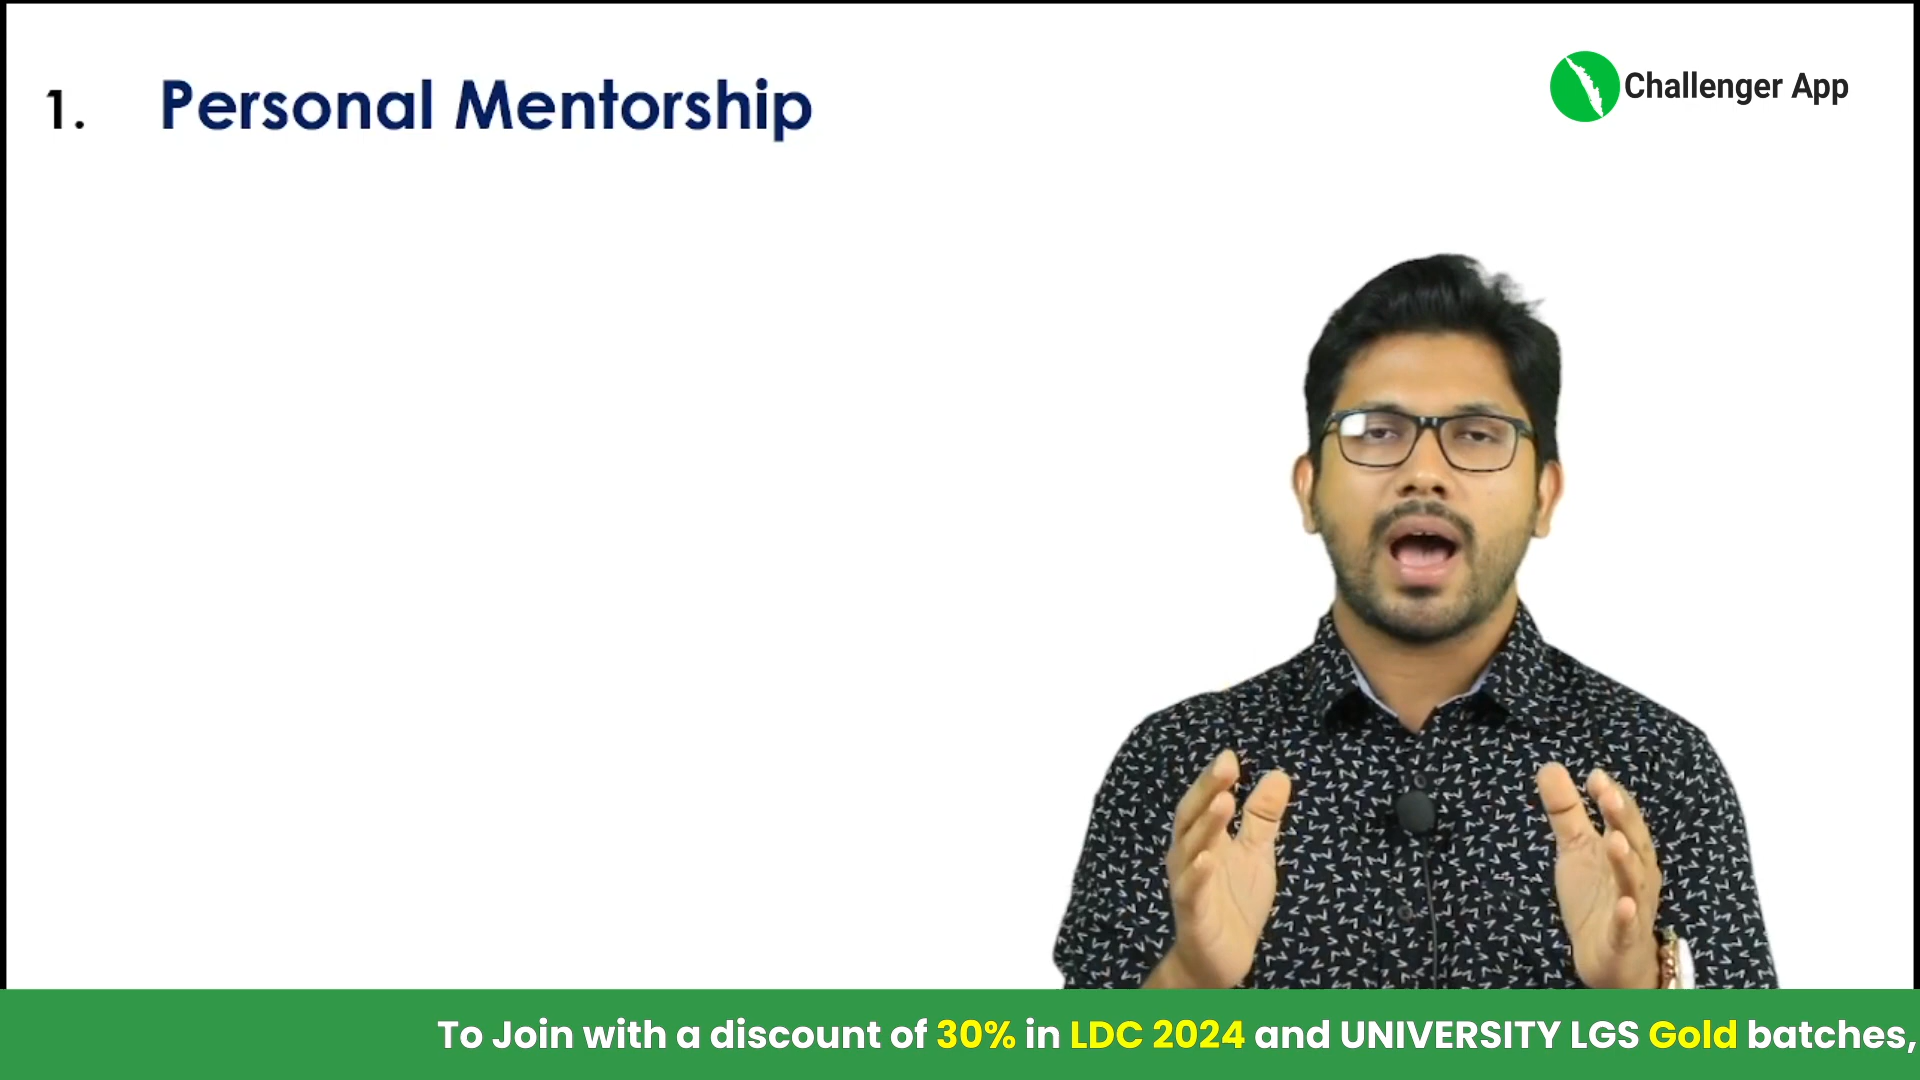 1. Personal Mentorship
Challenger App
To Join with a discount of 30% in LDC 2024 and UNIVERSITY LGS Gold batches,